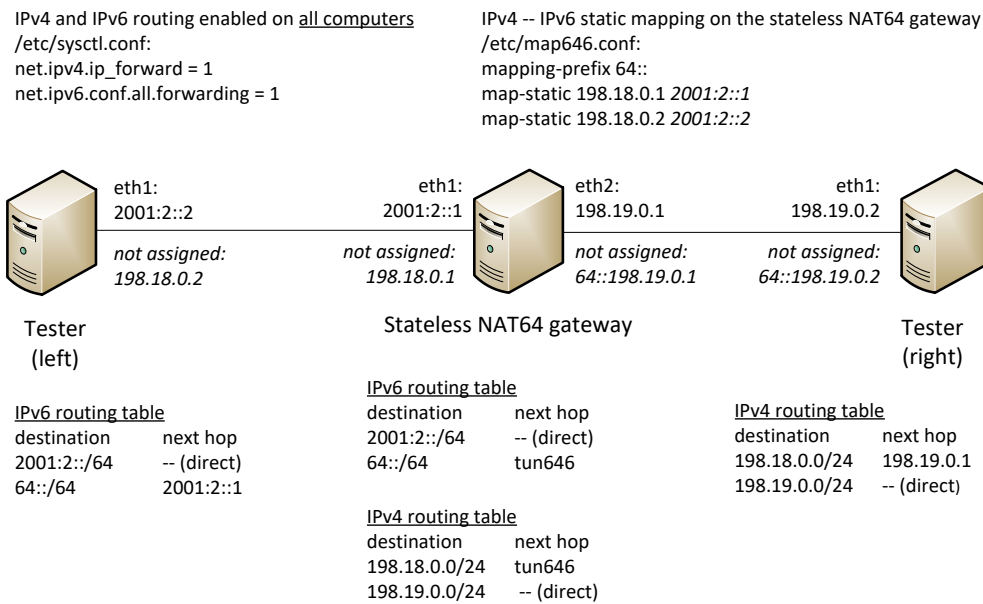 IPv4 and IPv6 routing enabled on all computers
/etc/sysctl.conf:
net.ipv4.ip_forward = 1
net.ipv6.conf.all.forwarding = 1
IPv4 -- IPv6 static mapping on the stateless NAT64 gateway
/etc/map646.conf:
mapping-prefix 64::
map-static 198.18.0.1 2001:2::1
map-static 198.18.0.2 2001:2::2
eth1:
2001:2::2
not assigned:
198.18.0.2
Tester
(left)
eth1:
2001:2::1
not assigned:
198.18.0.1
eth2:
198.19.0.1
not assigned:
64::198.19.0.1
Stateless NAT64 gateway
eth1:
198.19.0.2
not assigned:
64::198.19.0.2
Tester
(right)
IPv6 routing table
destination next hop
2001:2::/64 -- (direct)
64::/64 2001:2::1
IPv6 routing table
destination next hop
2001:2::/64 -- (direct)
64::/64 tun646
IPv4 routing table
destination next hop
198.18.0.0/24 tun646
198.19.0.0/24 -- (direct)
IPv4 routing table
destination next hop
198.18.0.0/24 198.19.0.1
198.19.0.0/24 -- (direct)